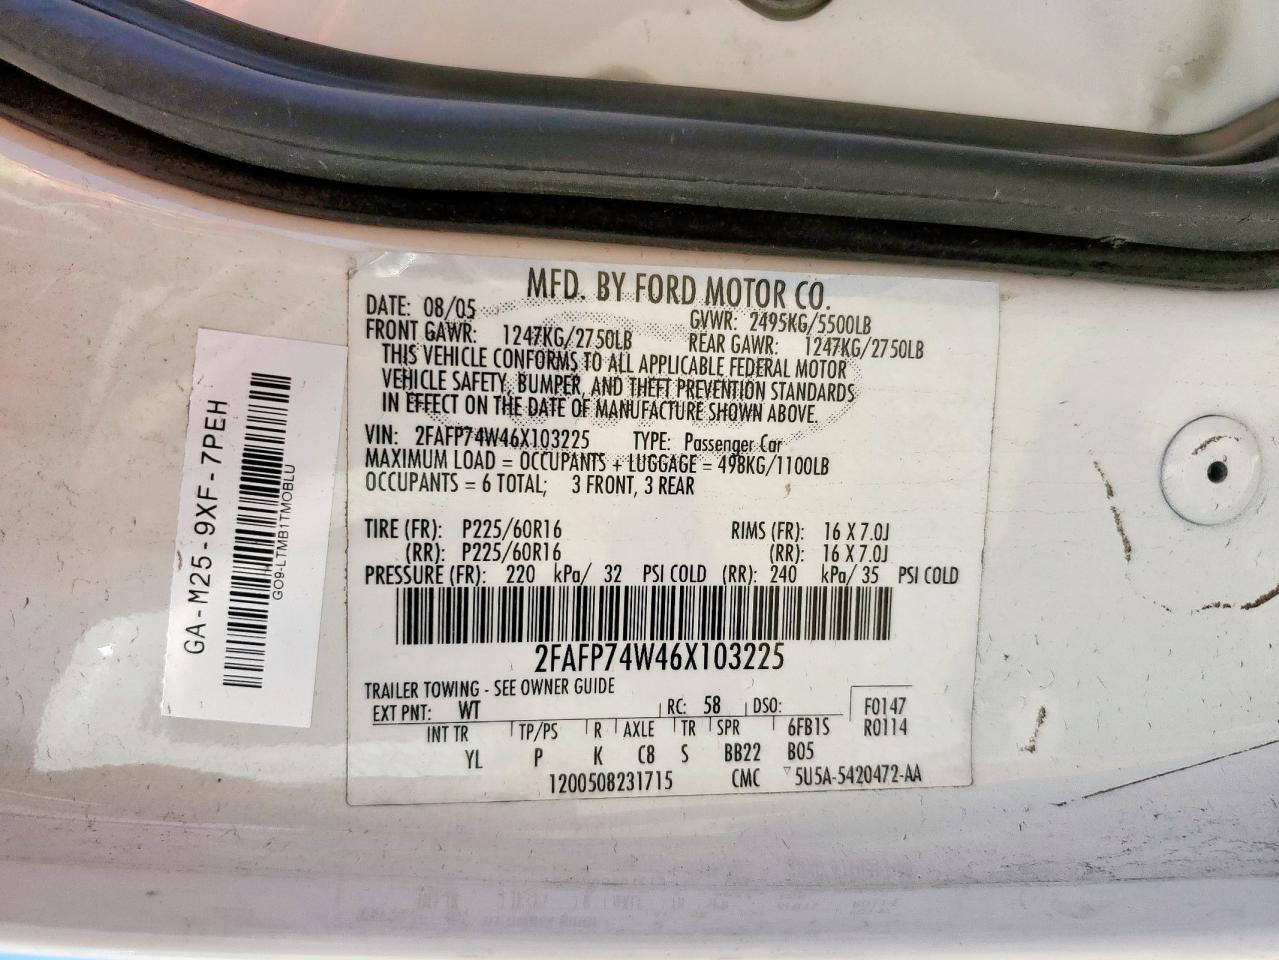 MFD. BY FORD MOTOR CO.
DATE: 08/05 GVWR: 2495KG/5500LB
FRONT GAWR: 1247KG/2750LB REAR GAWR: 1247KG/2750LB
THIS VEHICLE CONFORMS TO ALL APPLICABLE FEDERAL MOTOR
VEHICLE SAFETY, BUMPER, AND THEFT PREVENTION STANDARDS
IN EFFECT ON THE DATE OF MANUFACTURE SHOWN ABOVE.
VIN: 2FAFP74W46X103225 TYPE: Passenger Car
MAXIMUM LOAD = OCCUPANTS + LUGGAGE = 498KG/1100LB
OCCUPANTS = 6 TOTAL; 3 FRONT, 3 REAR
TIRE (FR): P225/60R16 RIMS (FR): 16 X 7.0J
(RR): P225/60R16 (RR): 16 X 7.0J
PRESSURE (FR): 220 kPa/ 32 PSI COLD (RR): 240 kPa/ 35 PSI COLD
2FAFP74W46X103225
TRAILER TOWING - SEE OWNER GUIDE
EXT PNT: WT RC: 58 DSO: F0147
INT TR TP/PS R AXLE TR SPR 6FB15 R0114
YL P K C8 S BB22 B05
1200508231715 CMC 5U5A-5420472-AA
GA-M25-9XF-7PEH
GO9-LTMB1TMOBLU